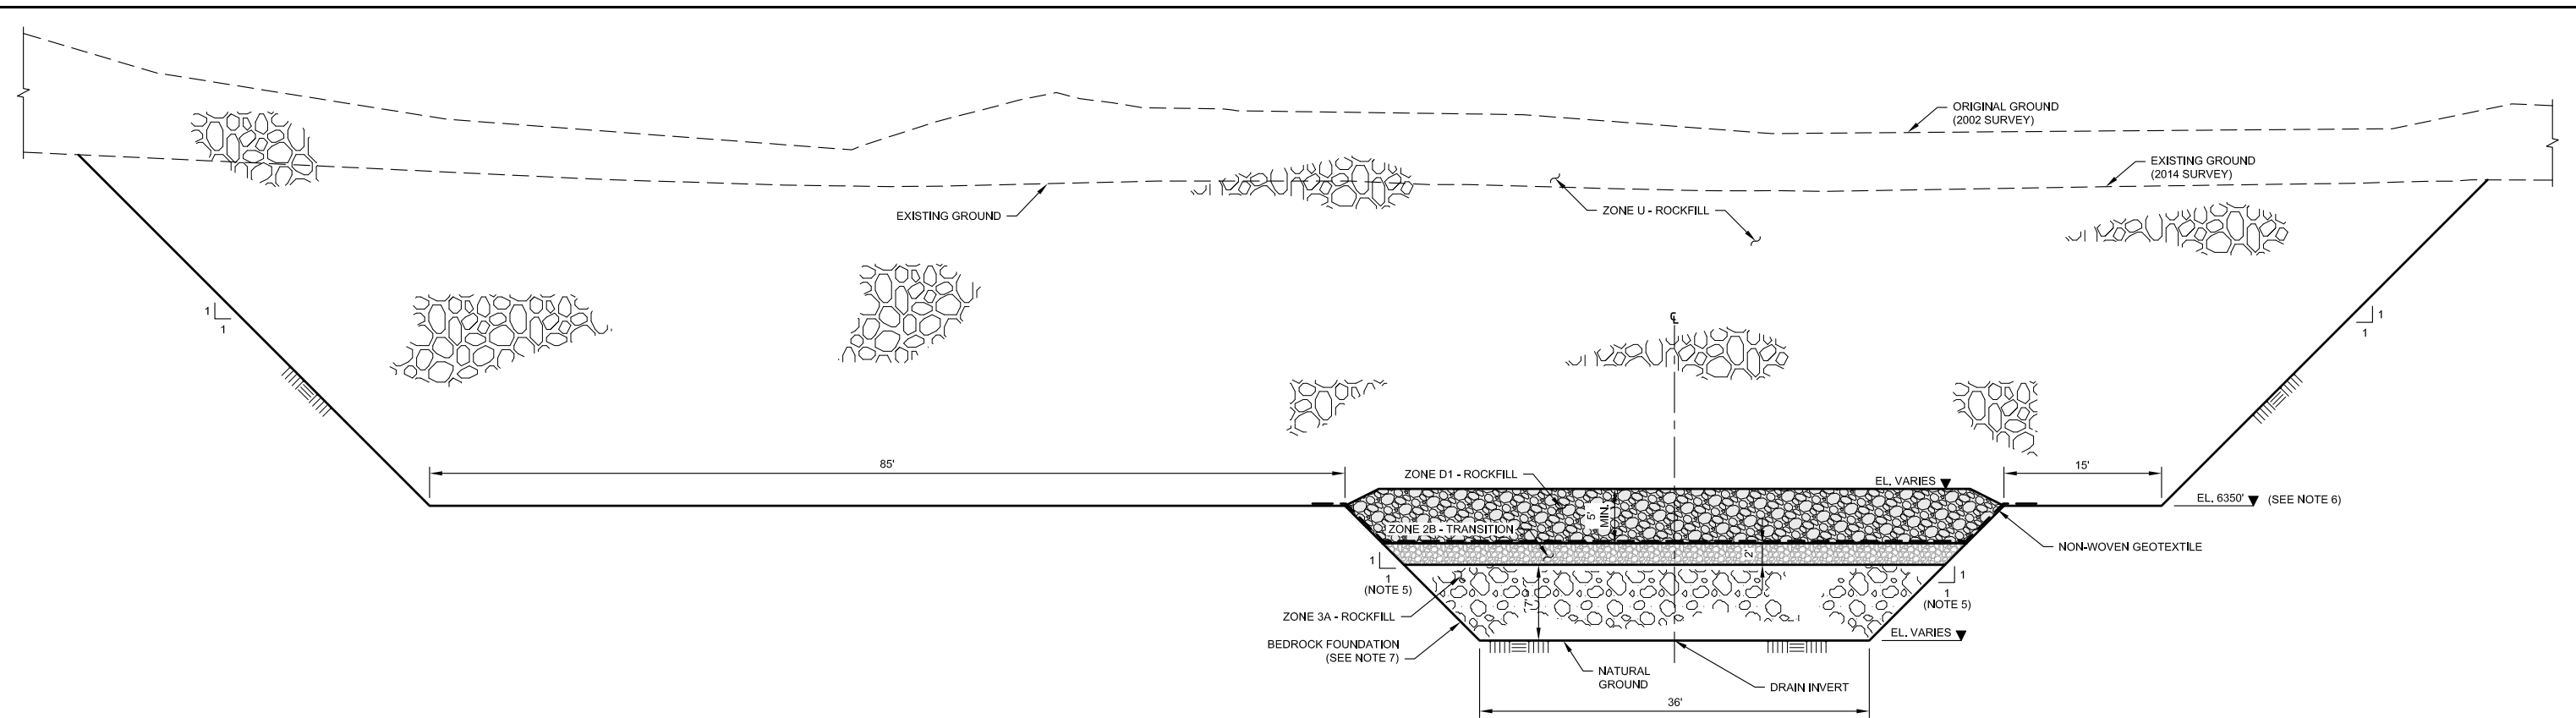 ORIGINAL GROUND
(2002 SURVEY)
EXISTING GROUND
(2014 SURVEY)
EXISTING GROUND
ZONE U - ROCKFILL
1
1
1
1
℄
85'
ZONE D1 - ROCKFILL
EL. VARIES
15'
EL. 6350'
(SEE NOTE 6)
5'
MIN.
ZONE 2B - TRANSITION
2'
NON-WOVEN GEOTEXTILE
1
1
(NOTE 5)
1
1
(NOTE 5)
7'
ZONE 3A - ROCKFILL
BEDROCK FOUNDATION
(SEE NOTE 7)
EL. VARIES
NATURAL
GROUND
DRAIN INVERT
36'